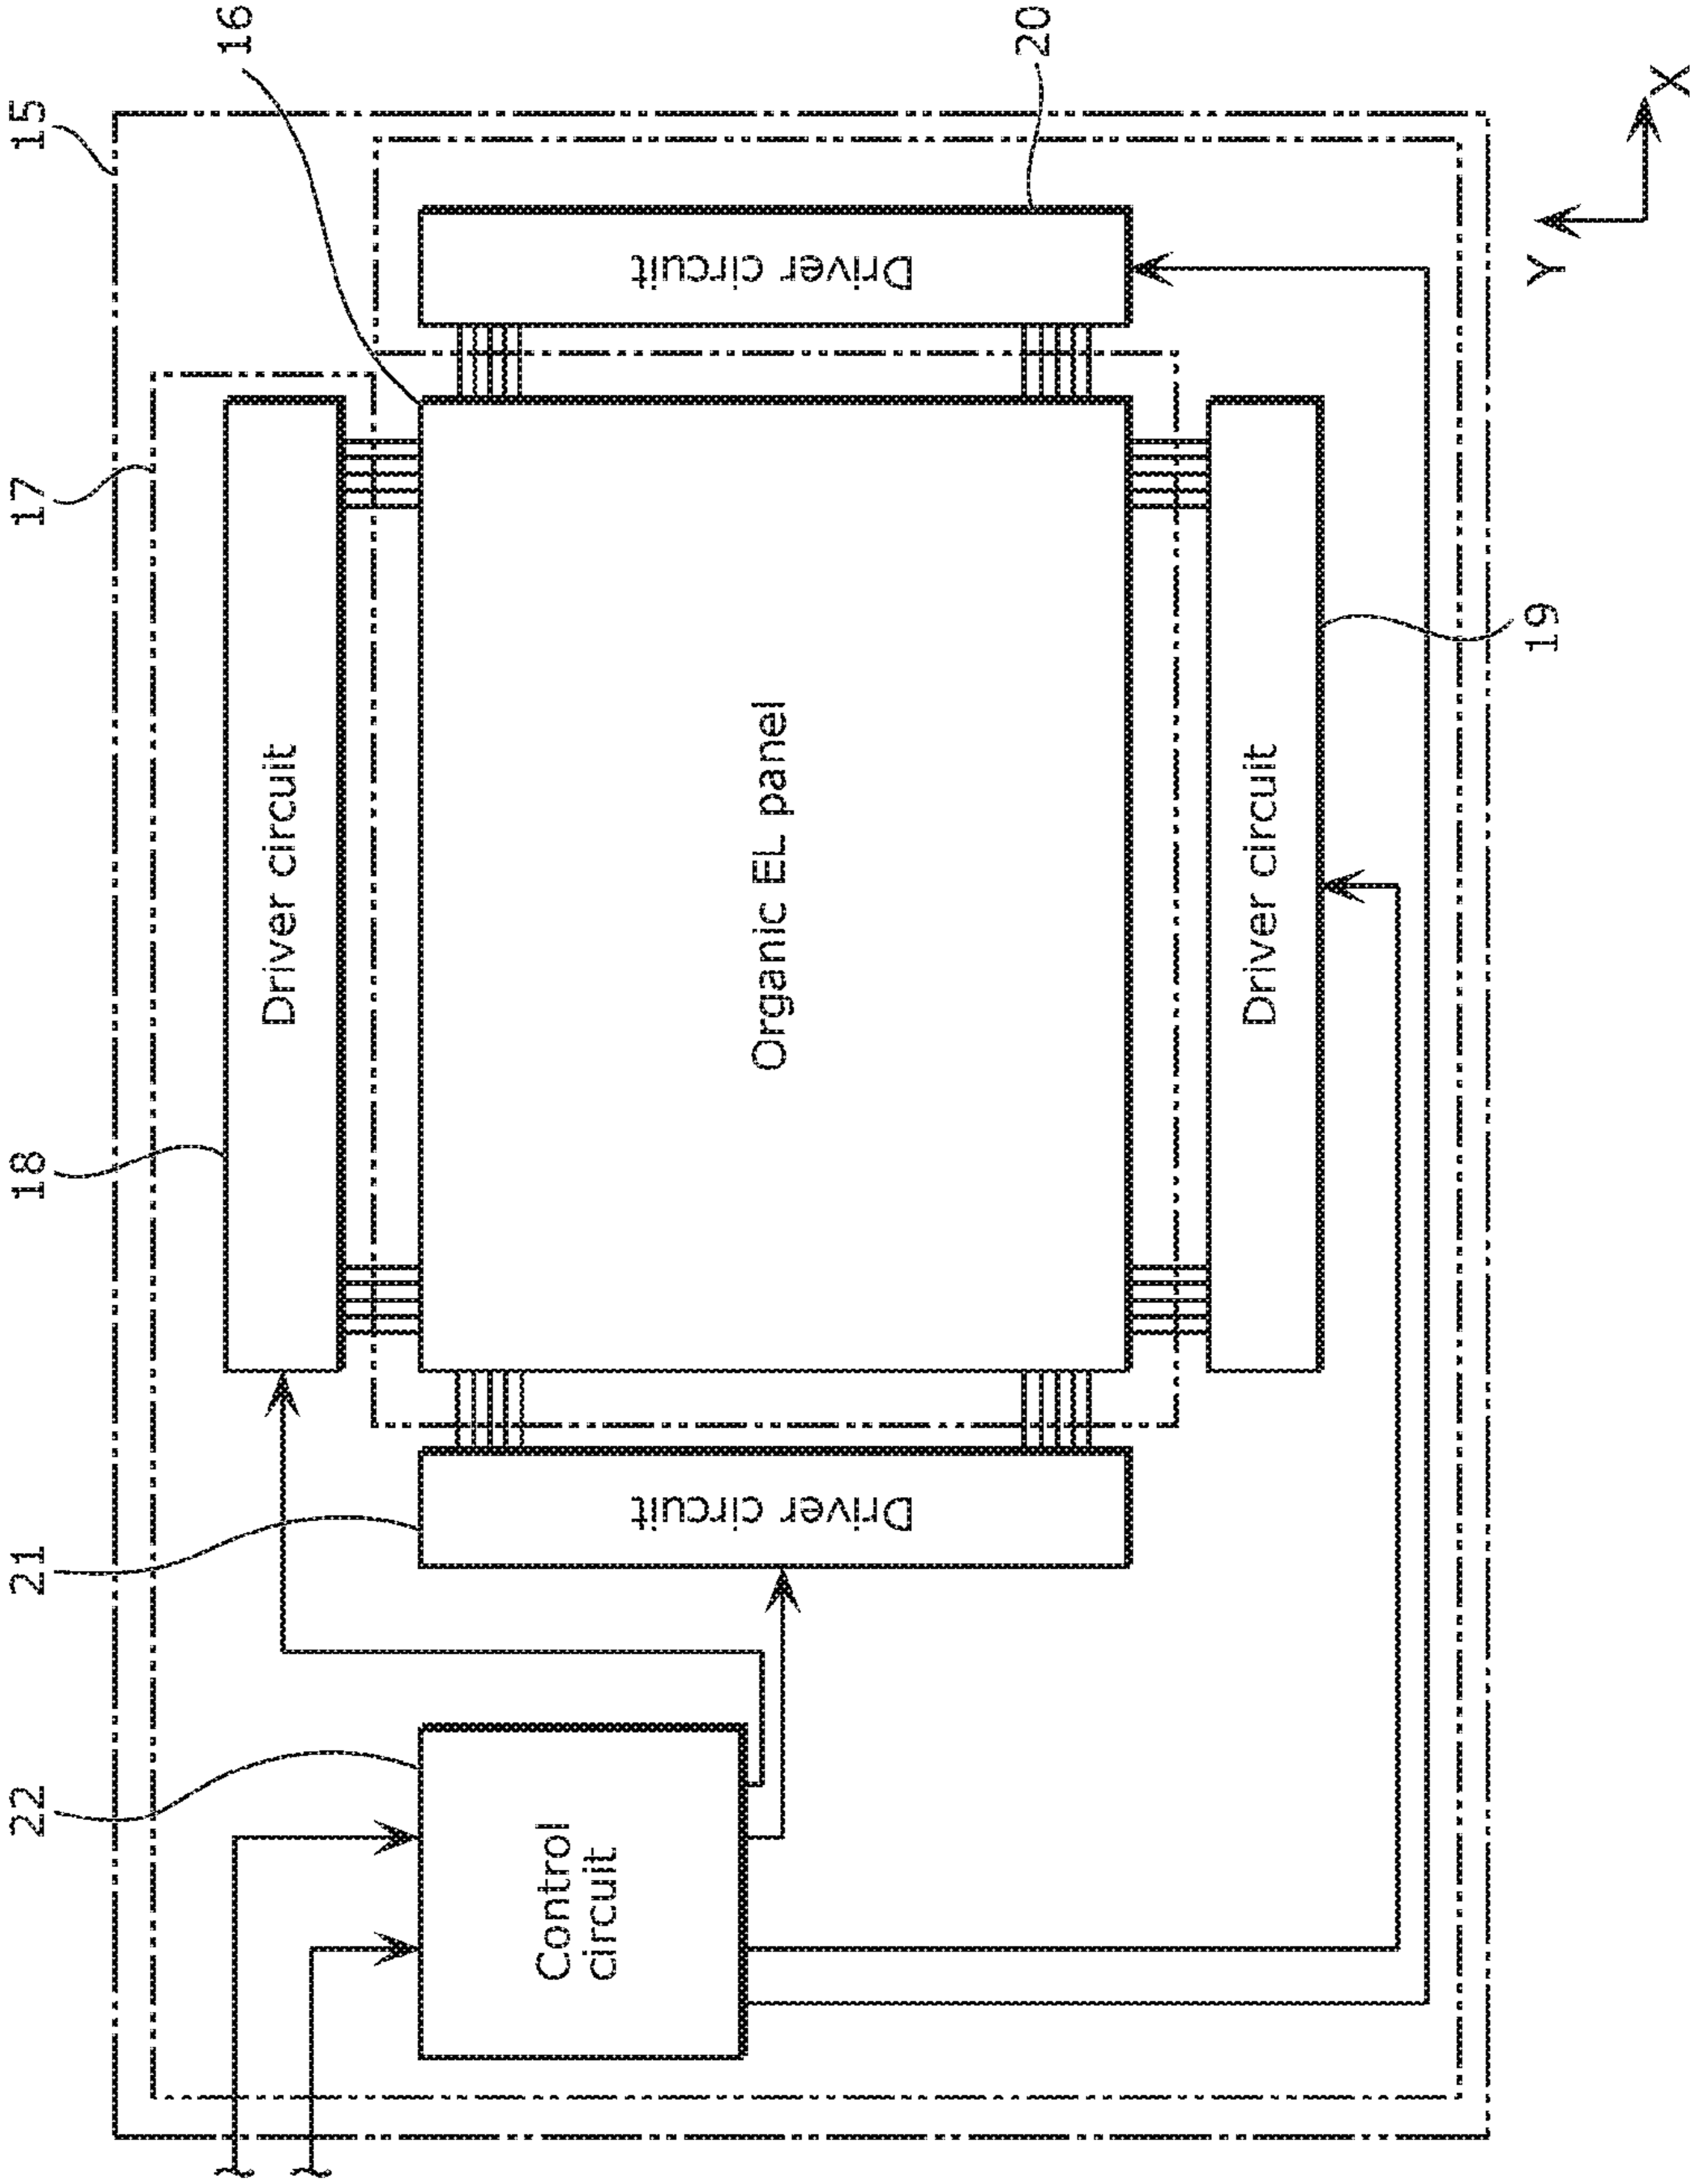 22
21
18
17
15
16
Driver circuit
Control
circuit
Driver circuit
Organic EL panel
Driver circuit
20
Driver circuit
19
Y
X